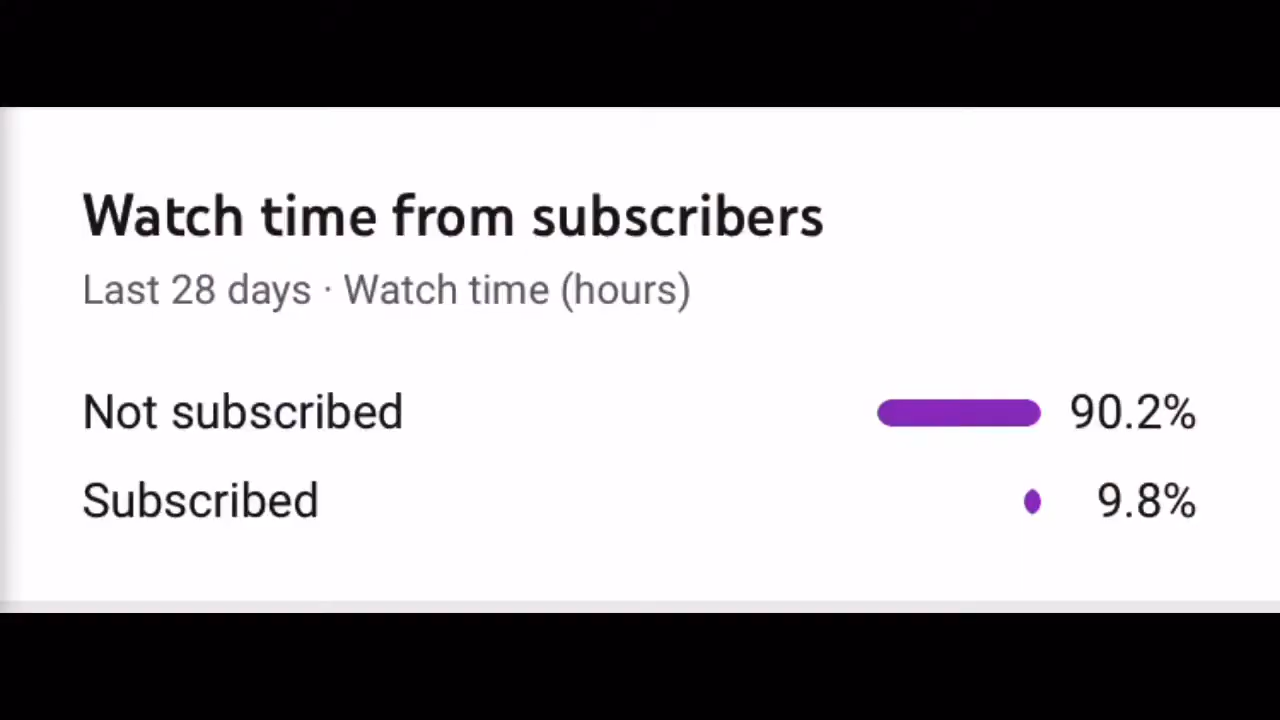 Watch time from subscribers
Last 28 days · Watch time (hours)
Not subscribed 90.2%
Subscribed 9.8%